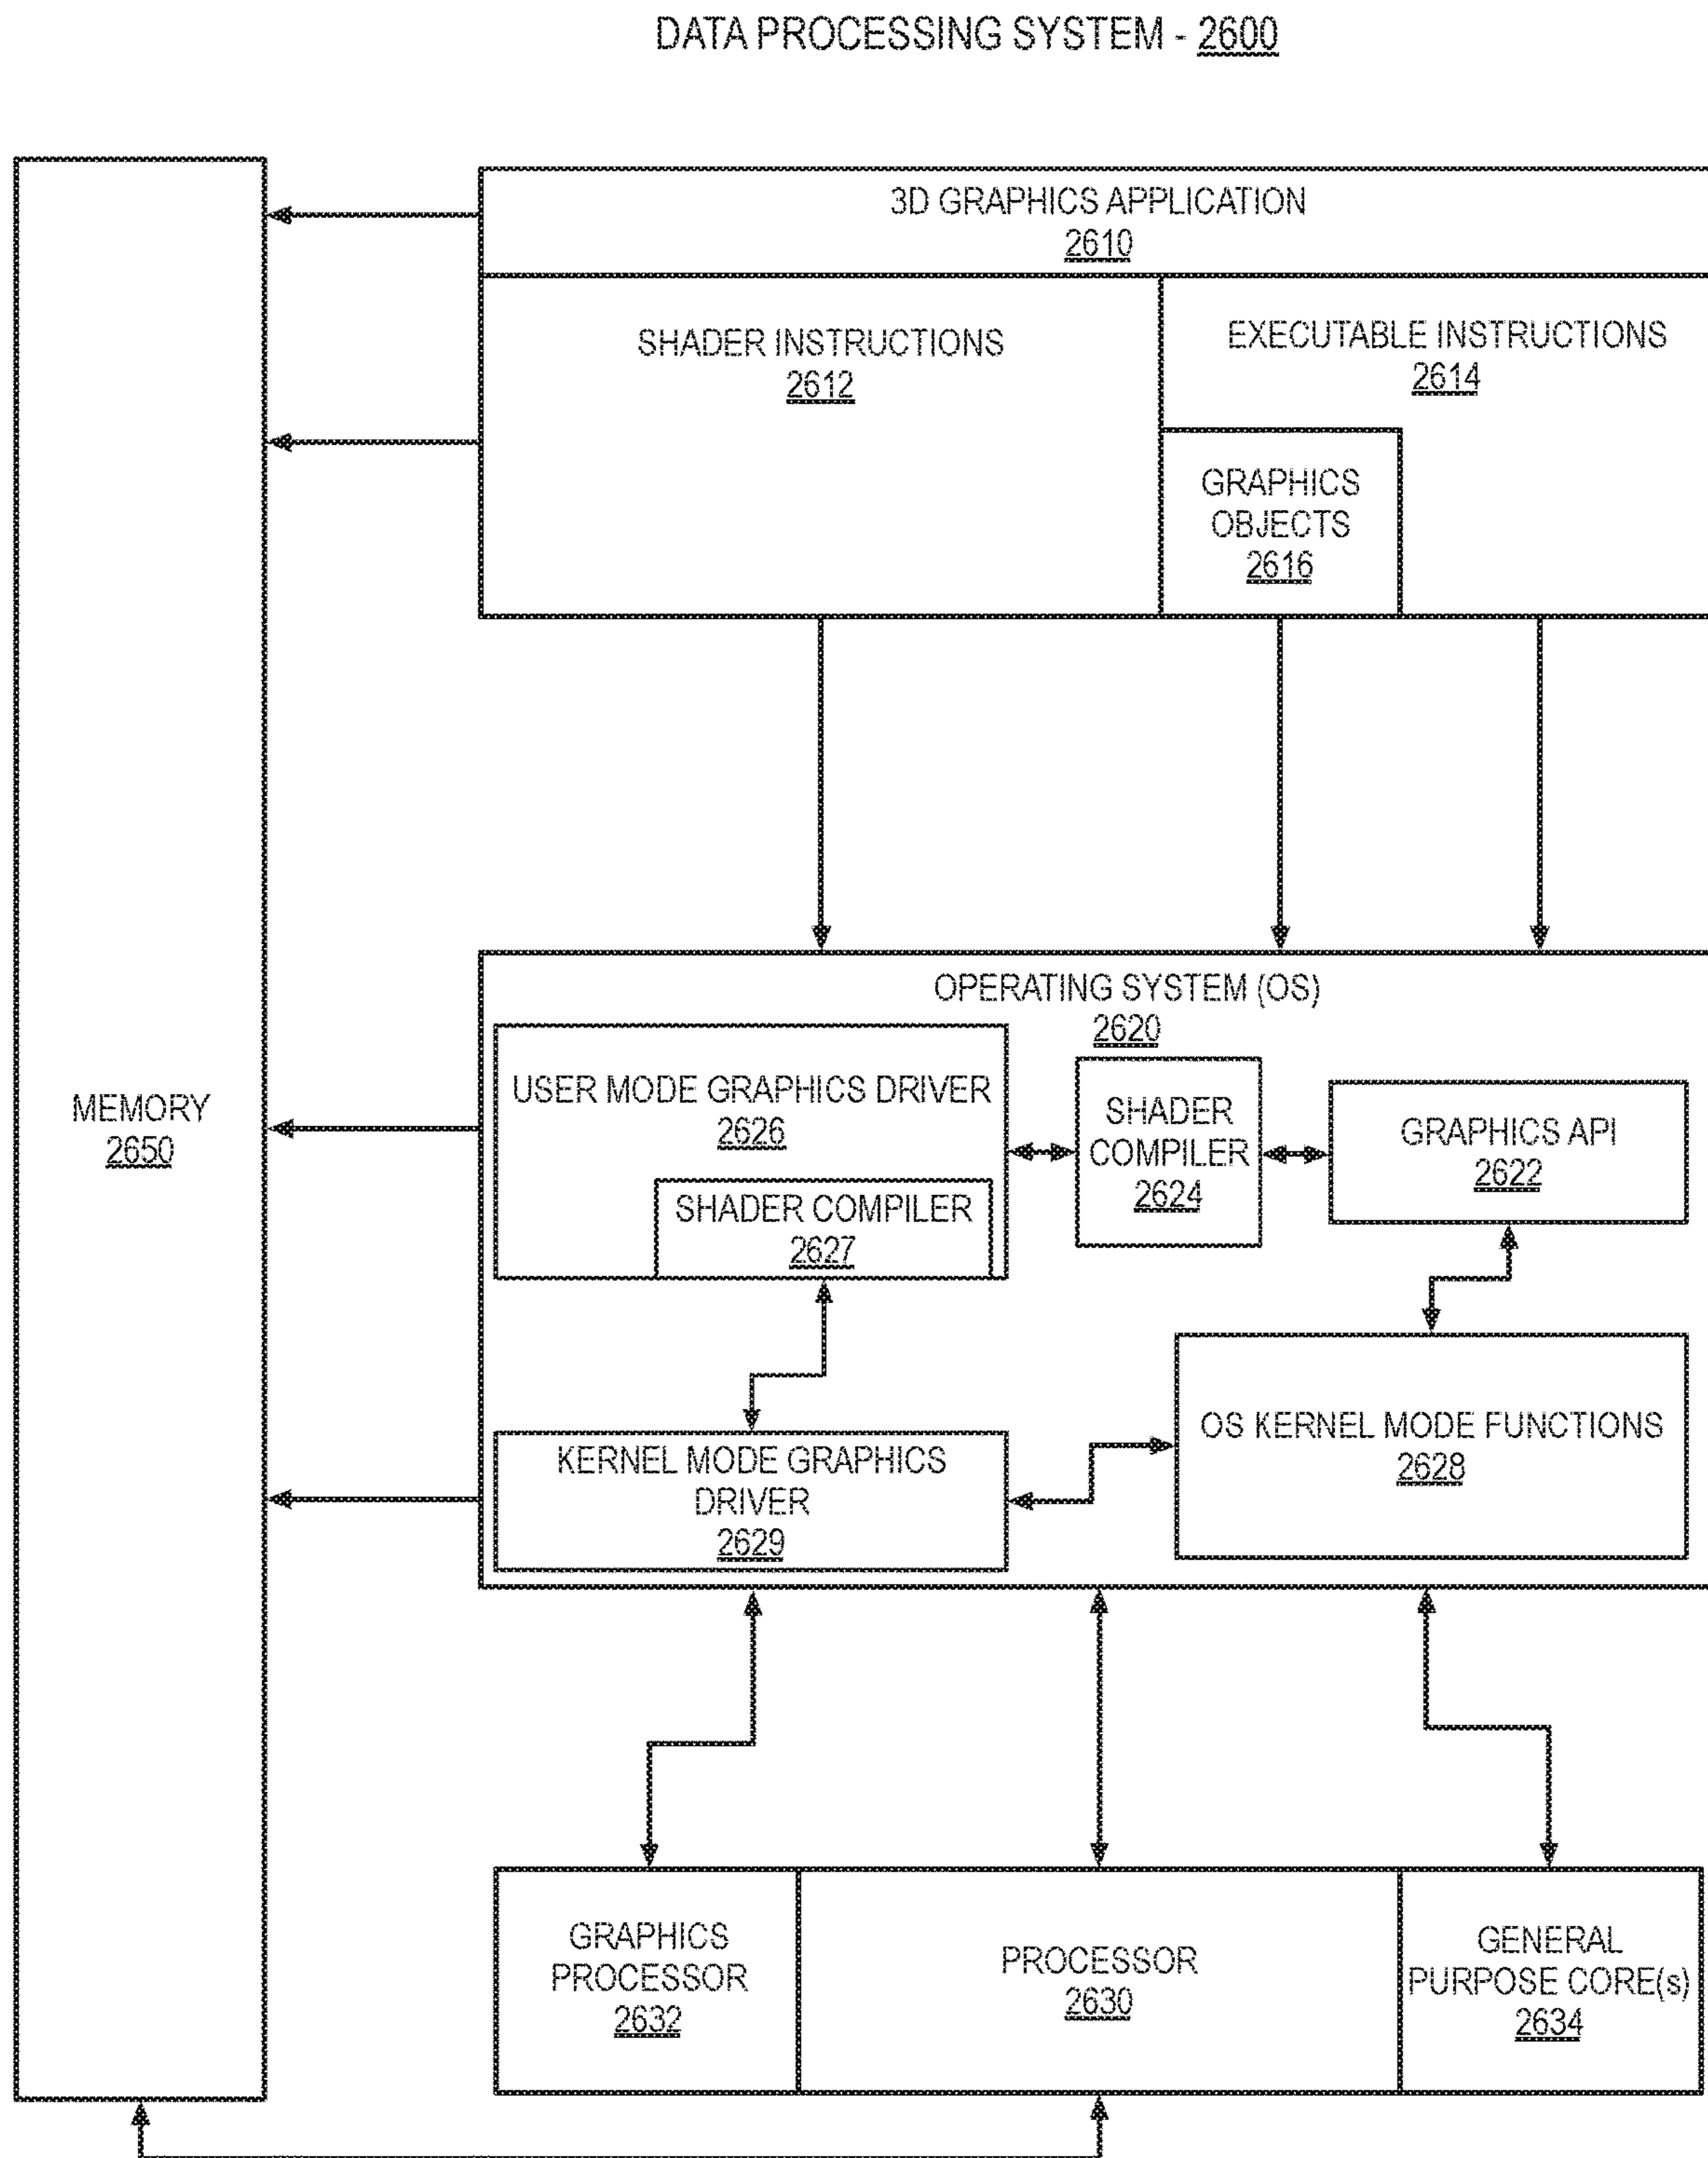 DATA PROCESSING SYSTEM - 2600
3D GRAPHICS APPLICATION
2610
SHADER INSTRUCTIONS
2612
EXECUTABLE INSTRUCTIONS
2614
GRAPHICS
OBJECTS
2616
MEMORY
2650
OPERATING SYSTEM (OS)
2620
USER MODE GRAPHICS DRIVER
2626
SHADER COMPILER
2627
SHADER
COMPILER
2624
GRAPHICS API
2622
KERNEL MODE GRAPHICS
DRIVER
2629
OS KERNEL MODE FUNCTIONS
2628
GRAPHICS
PROCESSOR
2632
PROCESSOR
2630
GENERAL
PURPOSE CORE(s)
2634